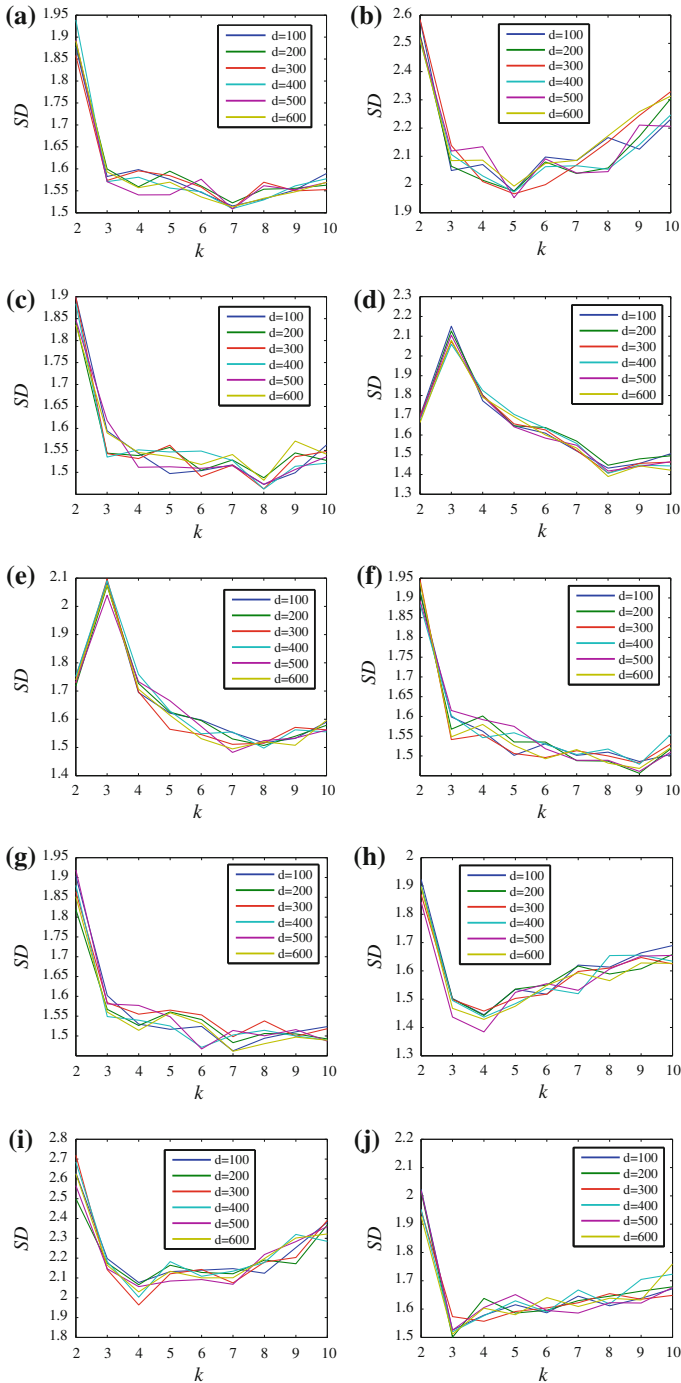 (a)
1.95
1.9
1.85
1.8
1.75
1.7
1.65
1.6
1.55
1.5
SD
2 3 4 5 6 7 8 9 10
k
d=100
d=200
d=300
d=400
d=500
d=600
(b)
2.6
2.5
2.4
2.3
2.2
2.1
2
1.9
SD
2 3 4 5 6 7 8 9 10
k
d=100
d=200
d=300
d=400
d=500
d=600
(c)
1.9
1.85
1.8
1.75
1.7
1.65
1.6
1.55
1.5
SD
2 3 4 5 6 7 8 9 10
k
d=100
d=200
d=300
d=400
d=500
d=600
(d)
2.3
2.2
2.1
2
1.9
1.8
1.7
1.6
1.5
1.4
1.3
SD
2 3 4 5 6 7 8 9 10
k
d=100
d=200
d=300
d=400
d=500
d=600
(e)
2.1
2
1.9
1.8
1.7
1.6
1.5
1.4
SD
2 3 4 5 6 7 8 9 10
k
d=100
d=200
d=300
d=400
d=500
d=600
(f)
1.95
1.9
1.85
1.8
1.75
1.7
1.65
1.6
1.55
1.5
SD
2 3 4 5 6 7 8 9 10
k
d=100
d=200
d=300
d=400
d=500
d=600
(g)
1.95
1.9
1.85
1.8
1.75
1.7
1.65
1.6
1.55
1.5
SD
2 3 4 5 6 7 8 9 10
k
d=100
d=200
d=300
d=400
d=500
d=600
(h)
2
1.9
1.8
1.7
1.6
1.5
1.4
1.3
SD
2 3 4 5 6 7 8 9 10
k
d=100
d=200
d=300
d=400
d=500
d=600
(i)
2.8
2.7
2.6
2.5
2.4
2.3
2.2
2.1
2
1.9
1.8
SD
2 3 4 5 6 7 8 9 10
k
d=100
d=200
d=300
d=400
d=500
d=600
(j)
2.2
2.1
2
1.9
1.8
1.7
1.6
1.5
SD
2 3 4 5 6 7 8 9 10
k
d=100
d=200
d=300
d=400
d=500
d=600